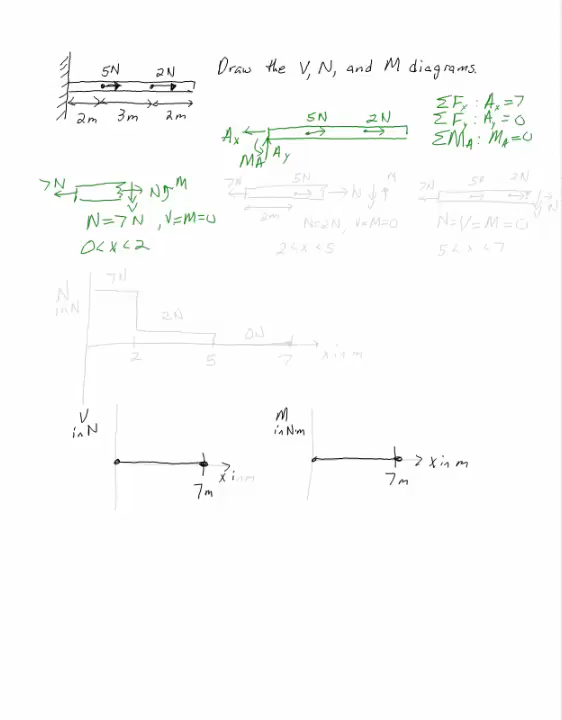 Draw the V, N, and M diagrams.
5N 2N
2m 3m 2m
Ax MA Ay 5N 2N
ΣFx: Ax=7
ΣFy: Ay=0
ΣMA: MA=0
7N N M
V
N=7N, V=M=0
0<x<2
7N 5N N V M
2m
N=2N, V=M=0
2<x<5
7N 5N 2N V N
N=V=M=0
5<x<7
N in N
7N
2N
0N
2 5 7 x in m
V in N
7m
x in m
M in Nm
7m
x in m